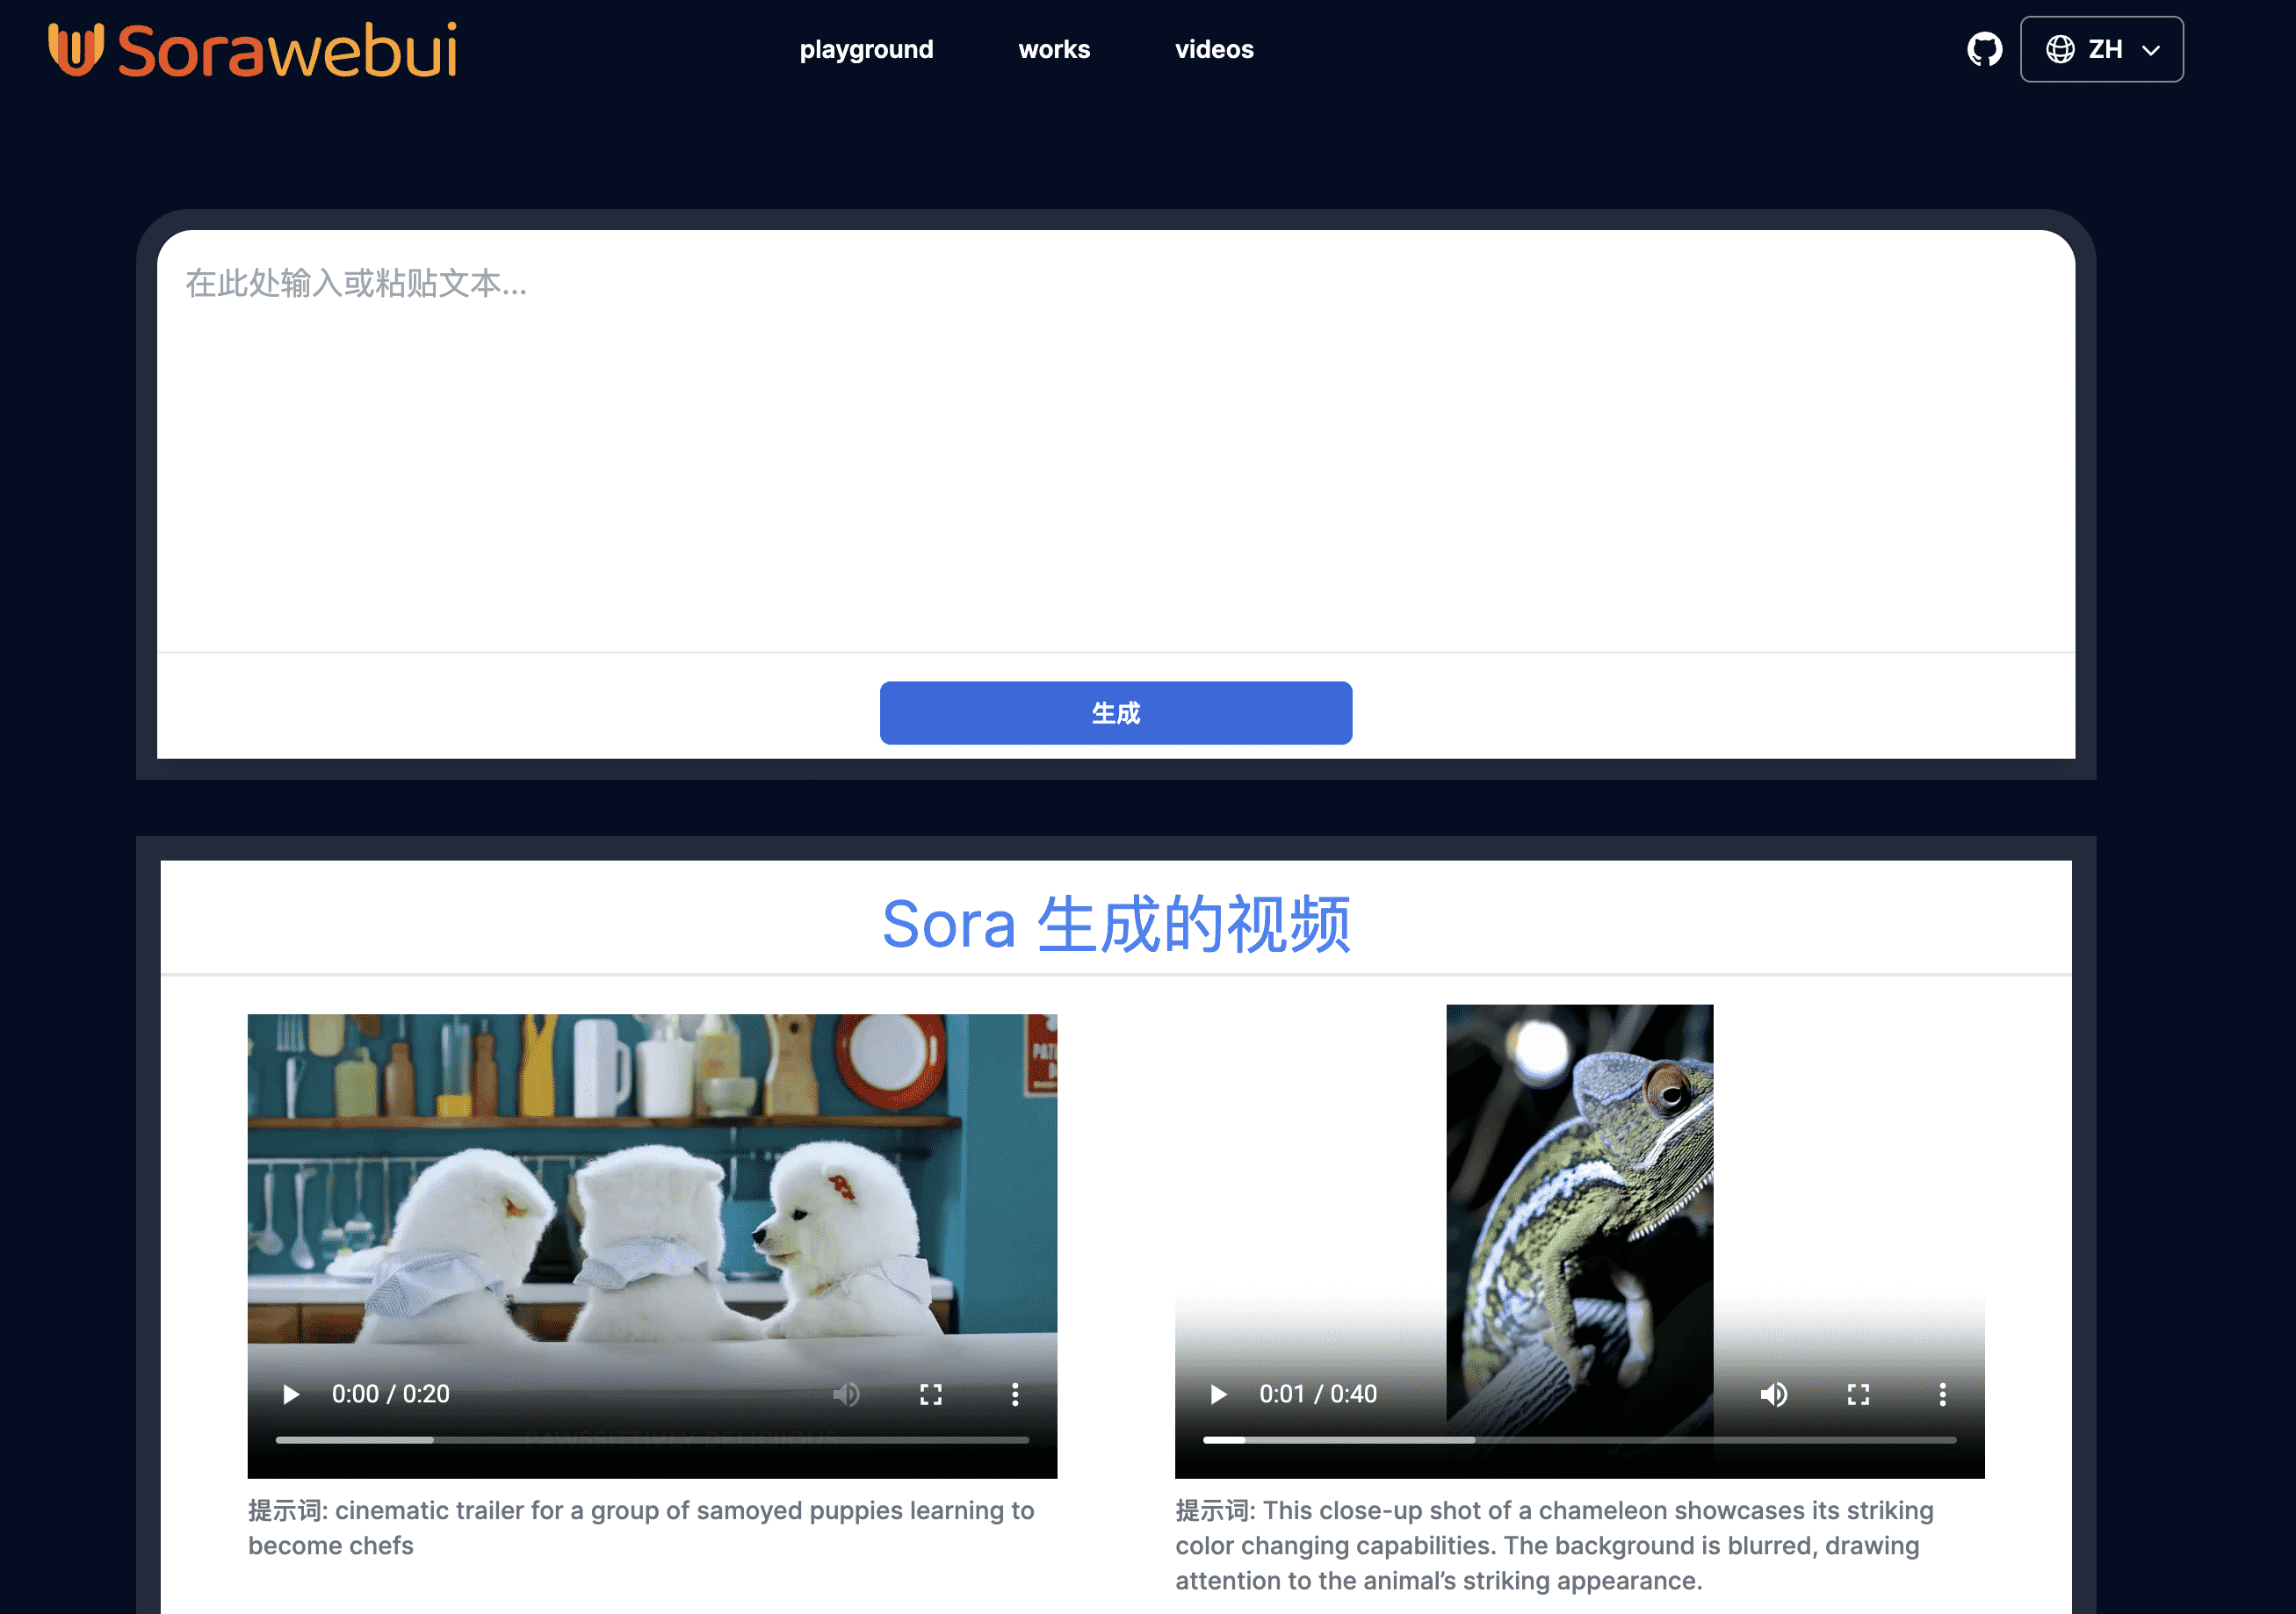 Sorawebui
playground
works
videos
ZH
在此处输入或粘贴文本...
生成
Sora 生成的视频
0:00 / 0:20
0:01 / 0:40
提示词: cinematic trailer for a group of samoyed puppies learning to
become chefs
提示词: This close-up shot of a chameleon showcases its striking
color changing capabilities. The background is blurred, drawing
attention to the animal’s striking appearance.